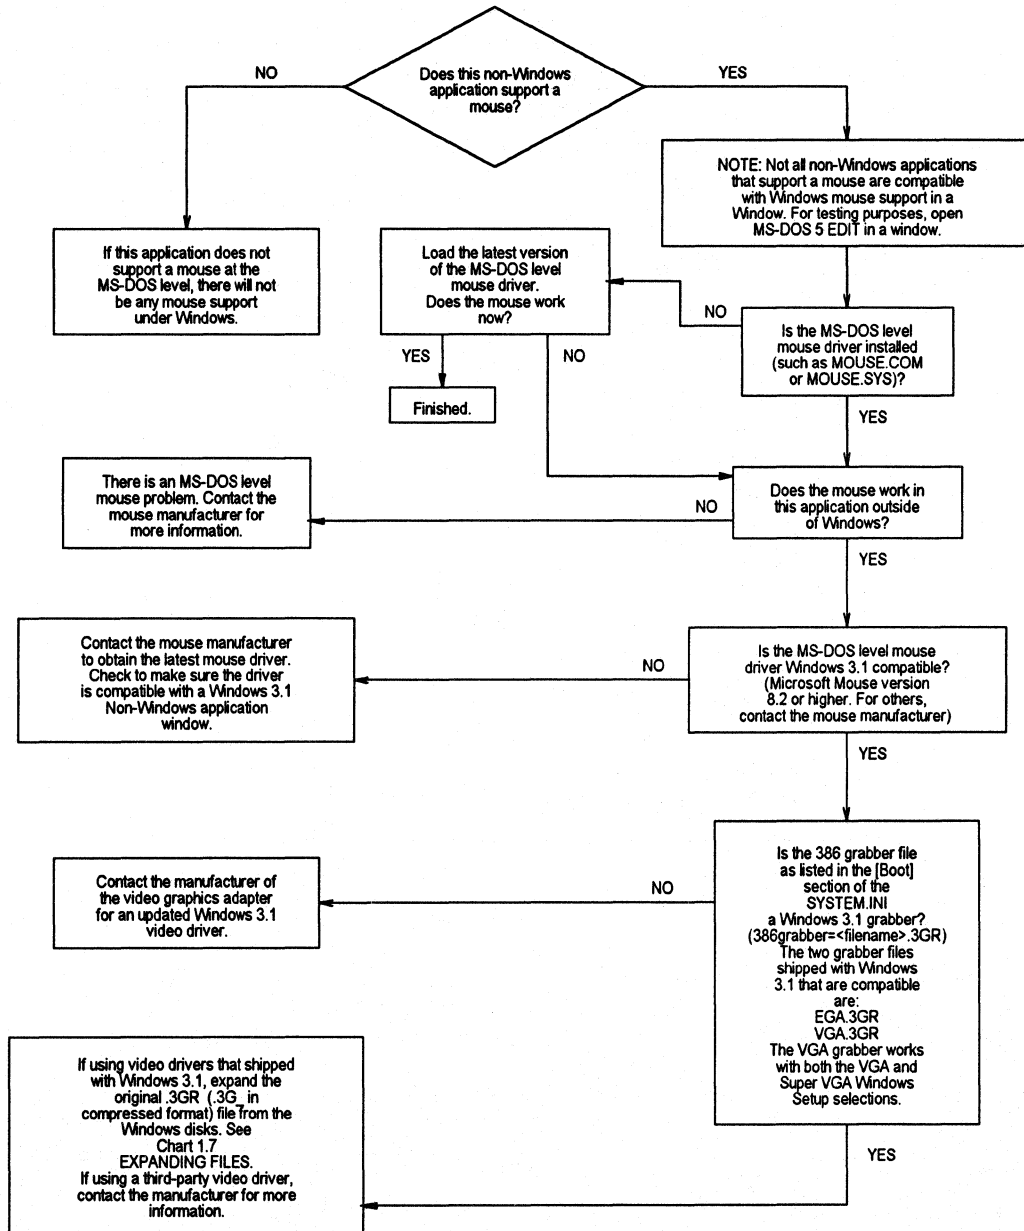 Does this non-Windows
application support a
mouse?
NO
YES
NOTE: Not all non-Windows applications
that support a mouse are compatible
with Windows mouse support in a
Window. For testing purposes, open
MS-DOS 5 EDIT in a window.
If this application does not
support a mouse at the
MS-DOS level, there will not
be any mouse support
under Windows.
Load the latest version
of the MS-DOS level
mouse driver.
Does the mouse work
now?
NO
Is the MS-DOS level
mouse driver installed
(such as MOUSE.COM
or MOUSE.SYS)?
YES
NO
Finished.
YES
There is an MS-DOS level
mouse problem. Contact the
mouse manufacturer for
more information.
NO
Does the mouse work in
this application outside
of Windows?
YES
Contact the mouse manufacturer
to obtain the latest mouse driver.
Check to make sure the driver
is compatible with a Windows 3.1
Non-Windows application
window.
NO
Is the MS-DOS level mouse
driver Windows 3.1 compatible?
(Microsoft Mouse version
8.2 or higher. For others,
contact the mouse manufacturer)
YES
Contact the manufacturer of
the video graphics adapter
for an updated Windows 3.1
video driver.
NO
Is the 386 grabber file
as listed in the [Boot]
section of the
SYSTEM.INI
a Windows 3.1 grabber?
(386grabber=<filename>.3GR)
The two grabber files
shipped with Windows
3.1 that are compatible
are:
EGA.3GR
VGA.3GR
The VGA grabber works
with both the VGA and
Super VGA Windows
Setup selections.
YES
If using video drivers that shipped
with Windows 3.1, expand the
original .3GR (.3G_ in
compressed format) file from the
Windows disks. See
Chart 1.7
EXPANDING FILES.
If using a third-party video driver,
contact the manufacturer for more
information.